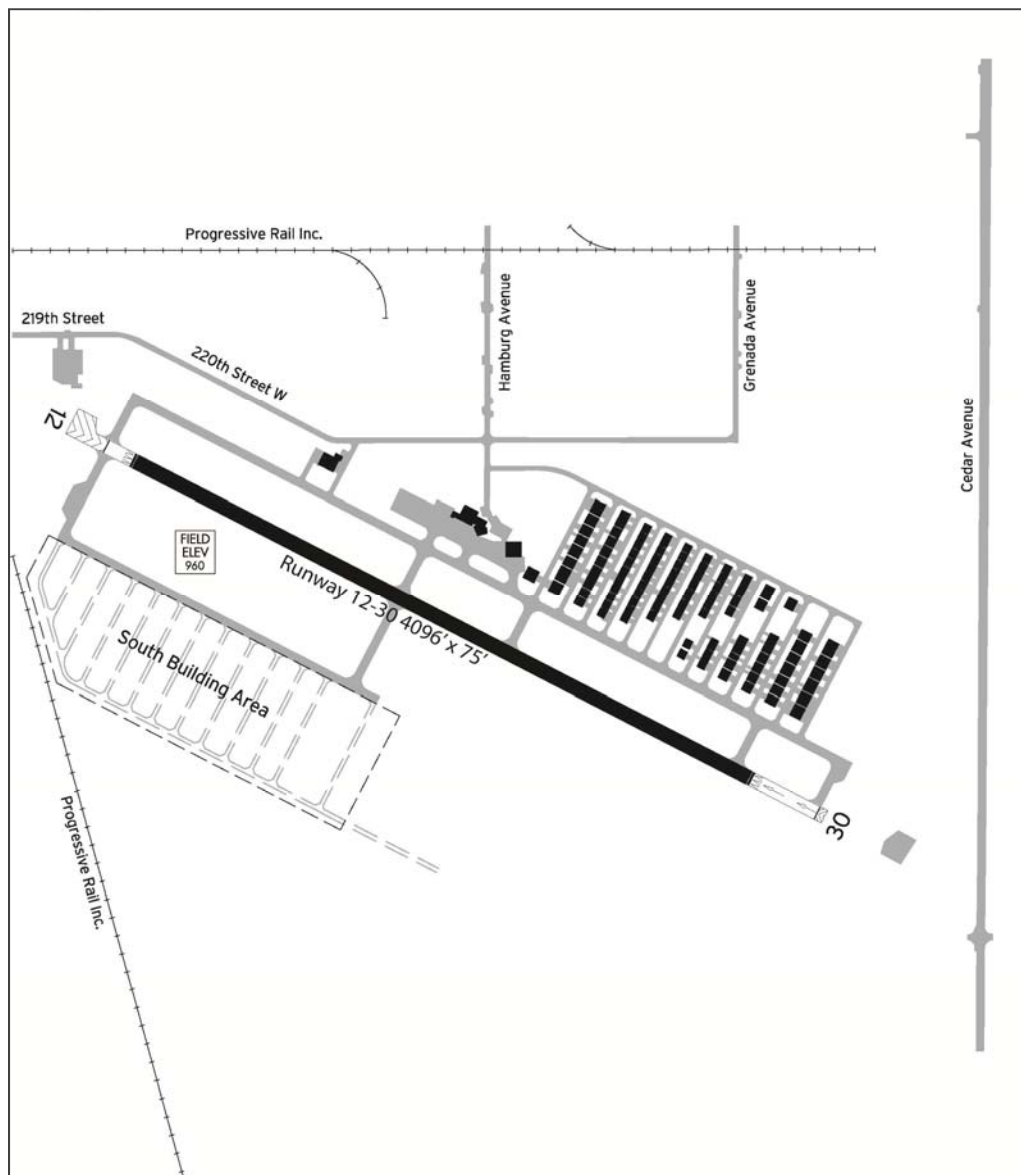 Progressive Rail Inc.
Hamburg Avenue
Grenada Avenue
219th Street
220th Street W
Cedar Avenue
12
FIELD
ELEV
960
Runway 12-30 4096' x 75'
South Building Area
30
Progressive Rail Inc.